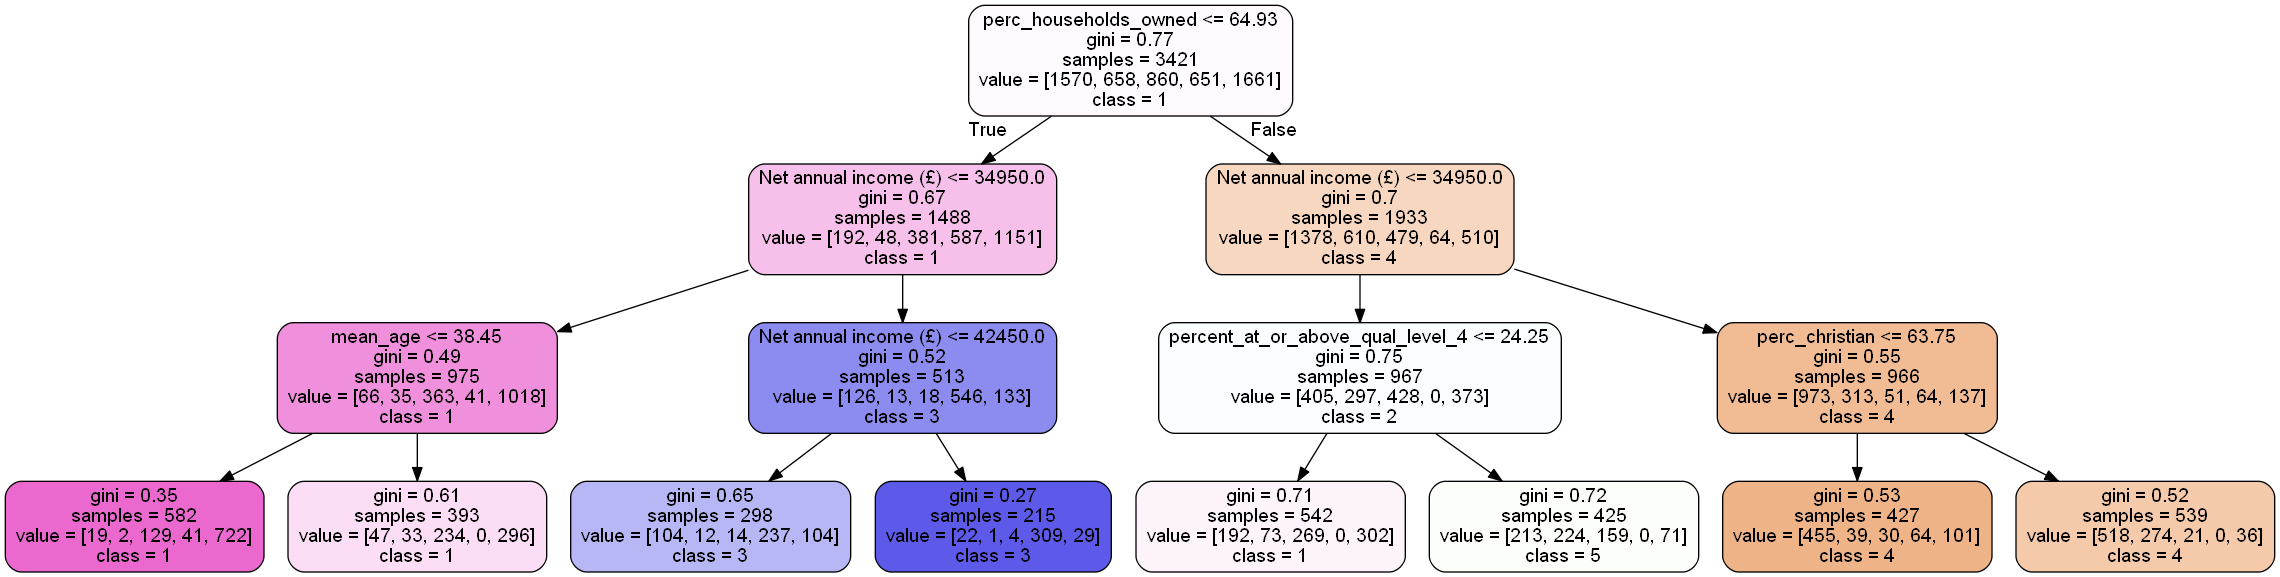 perc_households_owned <= 64.93
gini = 0.77
samples = 3421
value = [1570, 658, 860, 651, 1661]
class = 1
True
False
Net annual income (£) <= 34950.0
gini = 0.67
samples = 1488
value = [192, 48, 381, 587, 1151]
class = 1
Net annual income (£) <= 34950.0
gini = 0.7
samples = 1933
value = [1378, 610, 479, 64, 510]
class = 4
mean_age <= 38.45
gini = 0.49
samples = 975
value = [66, 35, 363, 41, 1018]
class = 1
Net annual income (£) <= 42450.0
gini = 0.52
samples = 513
value = [126, 13, 18, 546, 133]
class = 3
percent_at_or_above_qual_level_4 <= 24.25
gini = 0.75
samples = 967
value = [405, 297, 428, 0, 373]
class = 2
perc_christian <= 63.75
gini = 0.55
samples = 966
value = [973, 313, 51, 64, 137]
class = 4
gini = 0.35
samples = 582
value = [19, 2, 129, 41, 722]
class = 1
gini = 0.61
samples = 393
value = [47, 33, 234, 0, 296]
class = 1
gini = 0.65
samples = 298
value = [104, 12, 14, 237, 104]
class = 3
gini = 0.27
samples = 215
value = [22, 1, 4, 309, 29]
class = 3
gini = 0.71
samples = 542
value = [192, 73, 269, 0, 302]
class = 1
gini = 0.72
samples = 425
value = [213, 224, 159, 0, 71]
class = 5
gini = 0.53
samples = 427
value = [455, 39, 30, 64, 101]
class = 4
gini = 0.52
samples = 539
value = [518, 274, 21, 0, 36]
class = 4